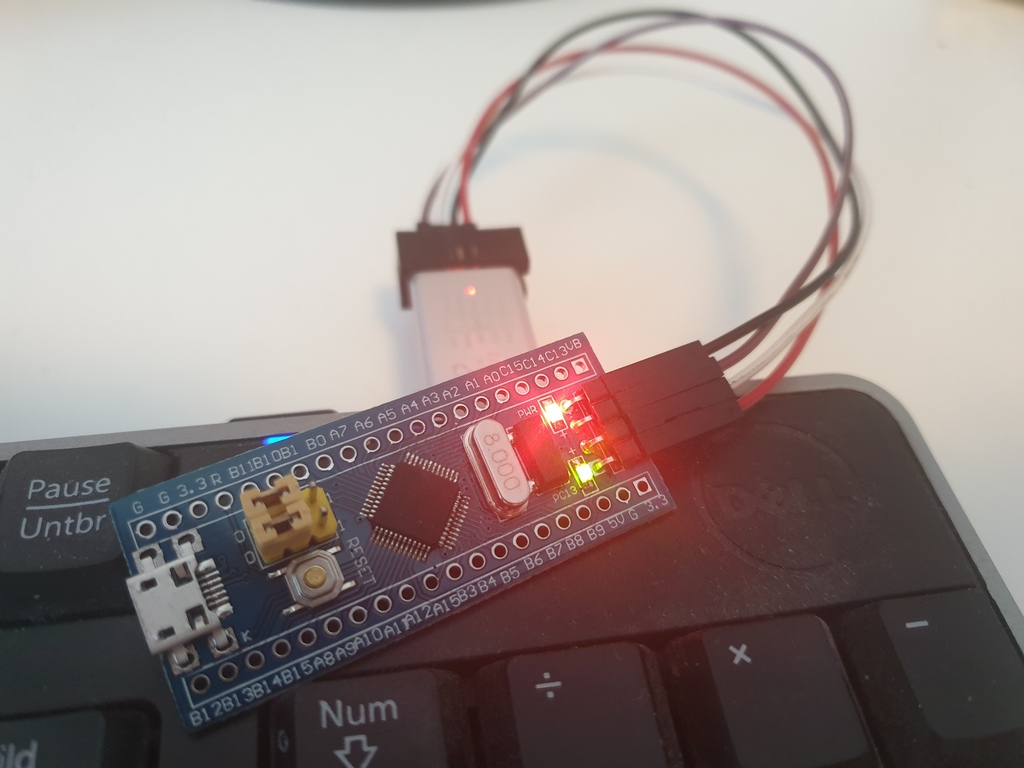 VB
C13
C14
C15
A0
A1
A2
A3
A4
A5
A6
A7
B0
B1
B10
B11
R
3.3
G
PWR
8.000
PC13
RESET
B12
B13
B14
B15
A8
A9
A10
A11
A12
A15
B3
B4
B5
B6
B7
B8
B9
5V
G
3.3
Pause
Untbr
DELL
Num
÷
×
−